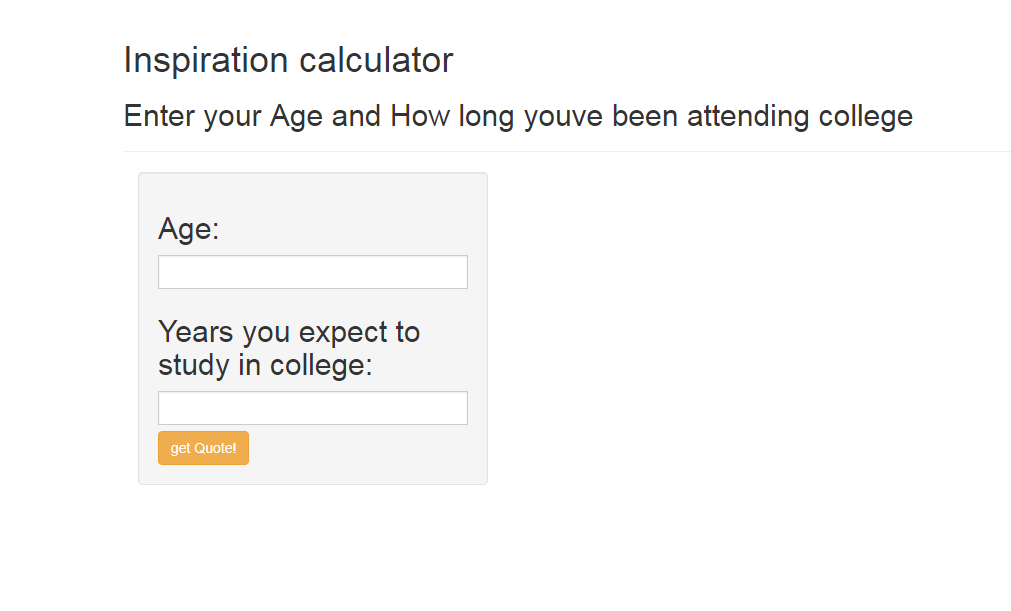 Inspiration calculator
Enter your Age and How long youve been attending college
Age:
Years you expect to
study in college:
get Quote!